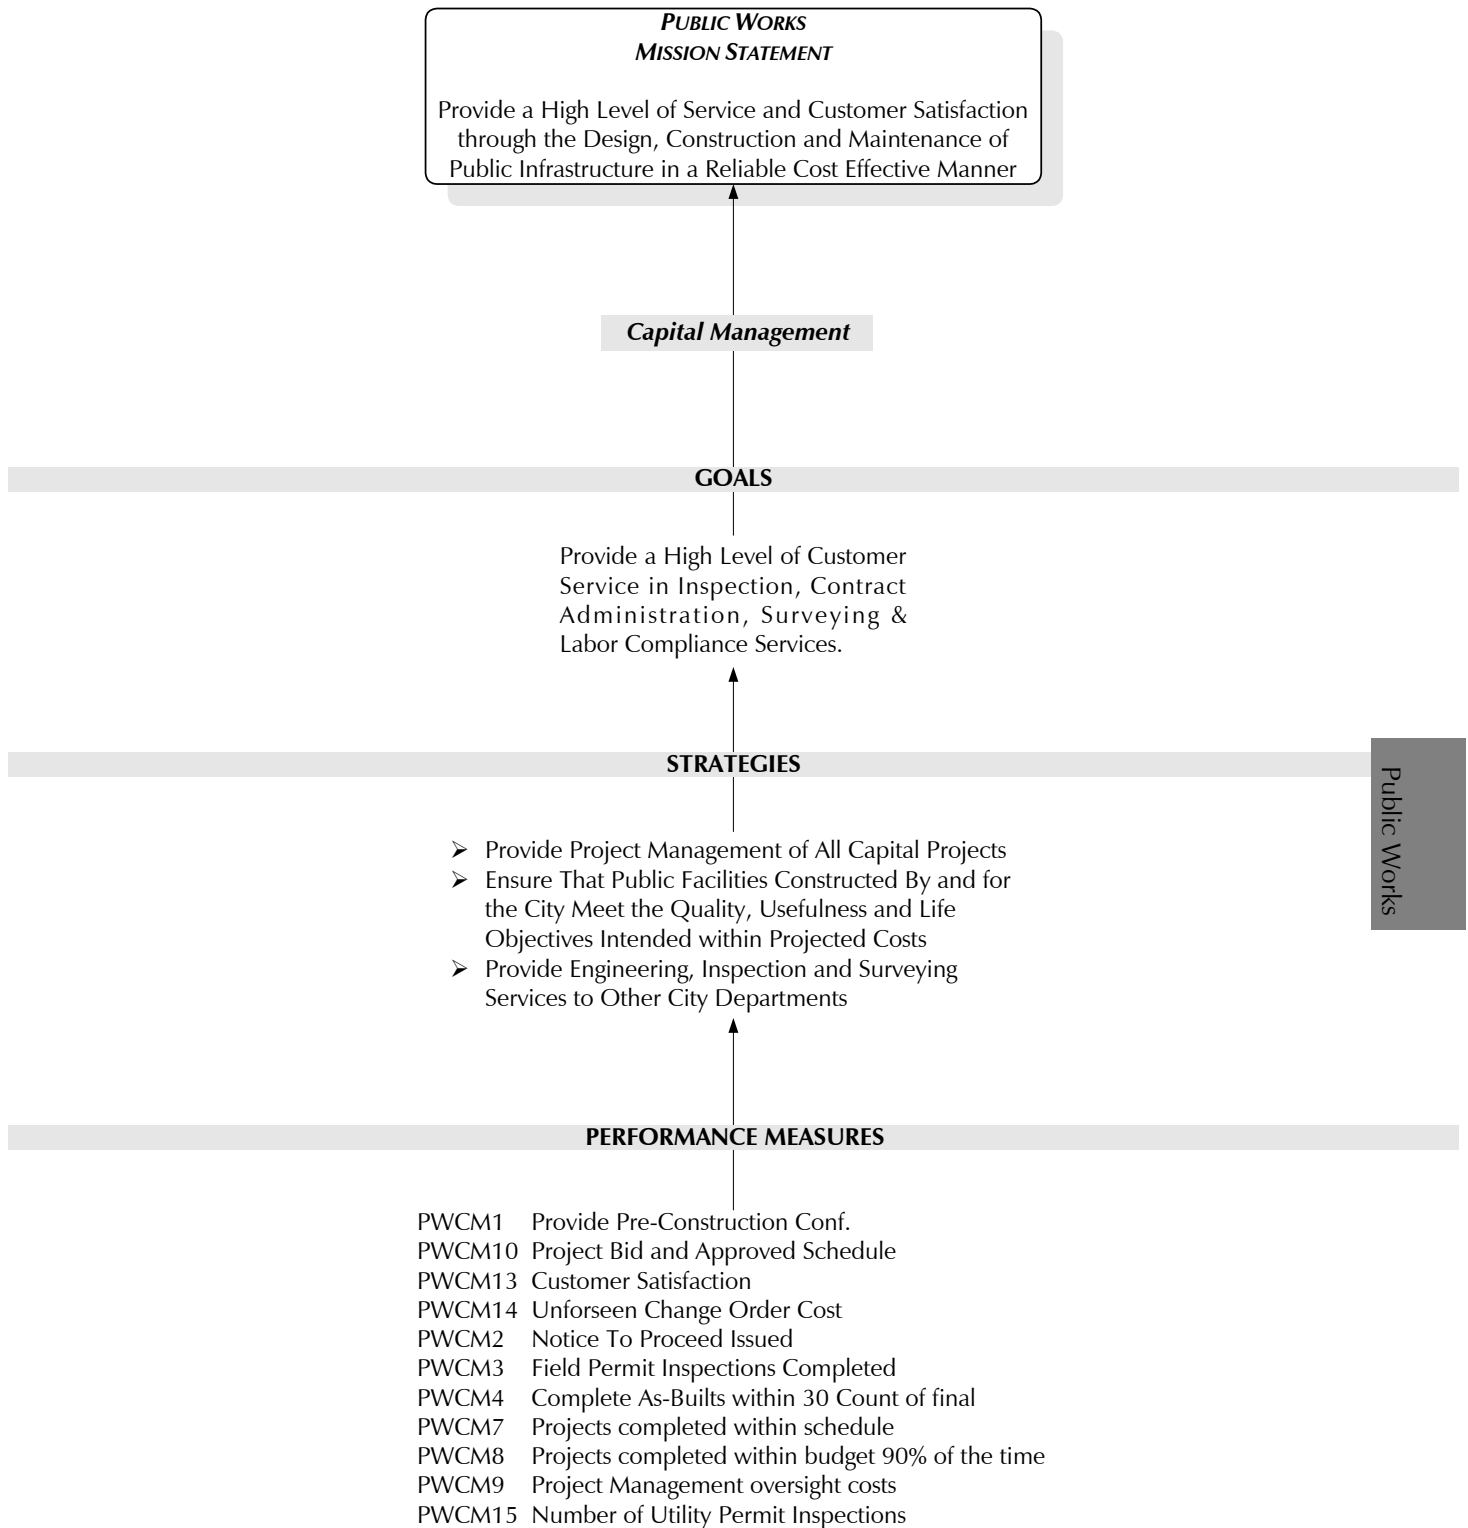 PUBLIC WORKS
MISSION STATEMENT
Provide a High Level of Service and Customer Satisfaction
through the Design, Construction and Maintenance of
Public Infrastructure in a Reliable Cost Effective Manner
Capital Management
GOALS
Provide a High Level of Customer
Service in Inspection, Contract
Administration, Surveying &
Labor Compliance Services.
STRATEGIES
Public Works
➢ Provide Project Management of All Capital Projects
➢ Ensure That Public Facilities Constructed By and for
the City Meet the Quality, Usefulness and Life
Objectives Intended within Projected Costs
➢ Provide Engineering, Inspection and Surveying
Services to Other City Departments
PERFORMANCE MEASURES
PWCM1 Provide Pre-Construction Conf.
PWCM10 Project Bid and Approved Schedule
PWCM13 Customer Satisfaction
PWCM14 Unforseen Change Order Cost
PWCM2 Notice To Proceed Issued
PWCM3 Field Permit Inspections Completed
PWCM4 Complete As-Builts within 30 Count of final
PWCM7 Projects completed within schedule
PWCM8 Projects completed within budget 90% of the time
PWCM9 Project Management oversight costs
PWCM15 Number of Utility Permit Inspections